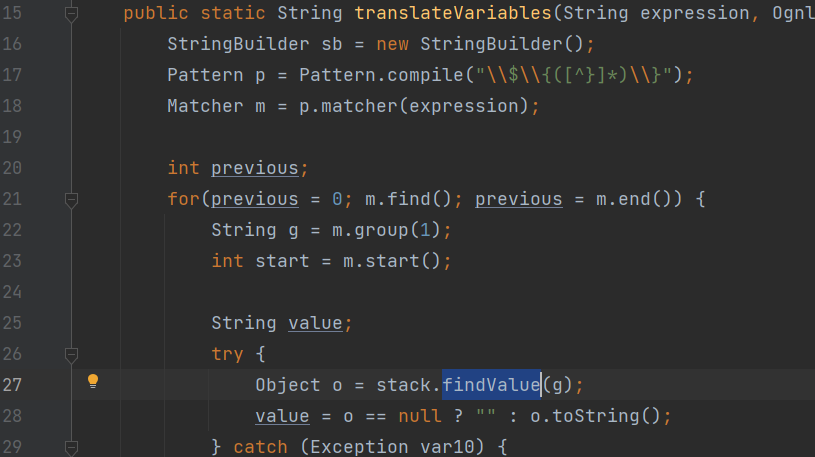 15 public static String translateVariables(String expression, Ognl
16 StringBuilder sb = new StringBuilder();
17 Pattern p = Pattern.compile("\\$\\{([^}]*)\\}");
18 Matcher m = p.matcher(expression);
19
20 int previous;
21 for(previous = 0; m.find(); previous = m.end()) {
22 String g = m.group(1);
23 int start = m.start();
24
25 String value;
26 try {
27 Object o = stack.findValue(g);
28 value = o == null ? "" : o.toString();
29 } catch (Exception var10) {